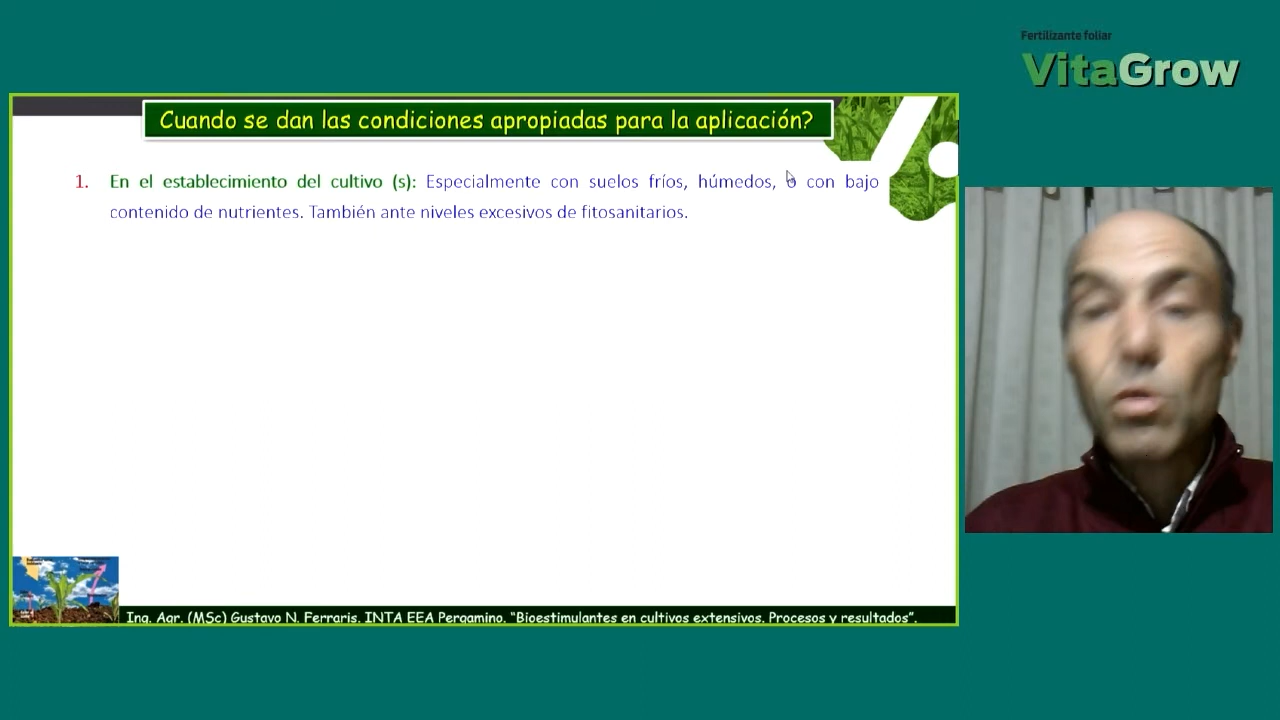 Fertilizante foliar
VitaGrow
Cuando se dan las condiciones apropiadas para la aplicación?
1. En el establecimiento del cultivo (s): Especialmente con suelos fríos, húmedos, o con bajo
contenido de nutrientes. También ante niveles excesivos de fitosanitarios.
Ing. Agr. (MSc) Gustavo N. Ferraris. INTA EEA Pergamino. "Bioestimulantes en cultivos extensivos. Procesos y resultados".